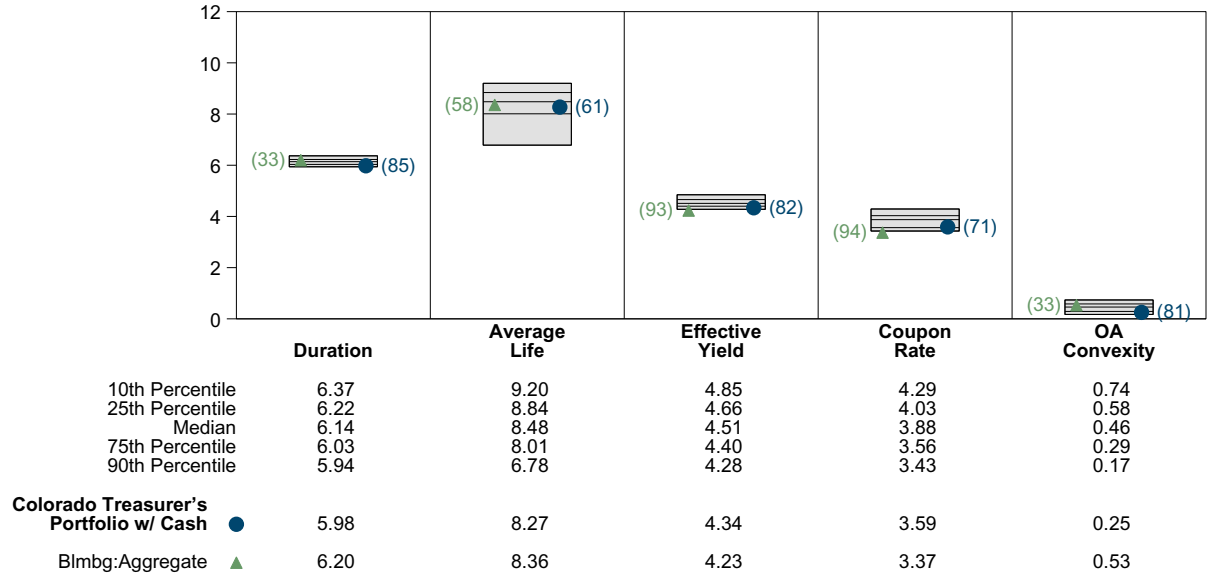 12
10
8
6
4
2
0
(33) (85)
(58) (61)
(93) (82)
(94) (71)
(33) (81)
Duration
Average
Life
Effective
Yield
Coupon
Rate
OA
Convexity
10th Percentile 6.37 9.20 4.85 4.29 0.74
25th Percentile 6.22 8.84 4.66 4.03 0.58
Median 6.14 8.48 4.51 3.88 0.46
75th Percentile 6.03 8.01 4.40 3.56 0.29
90th Percentile 5.94 6.78 4.28 3.43 0.17
Colorado Treasurer’s
Portfolio w/ Cash 5.98 8.27 4.34 3.59 0.25
Blmbg:Aggregate 6.20 8.36 4.23 3.37 0.53